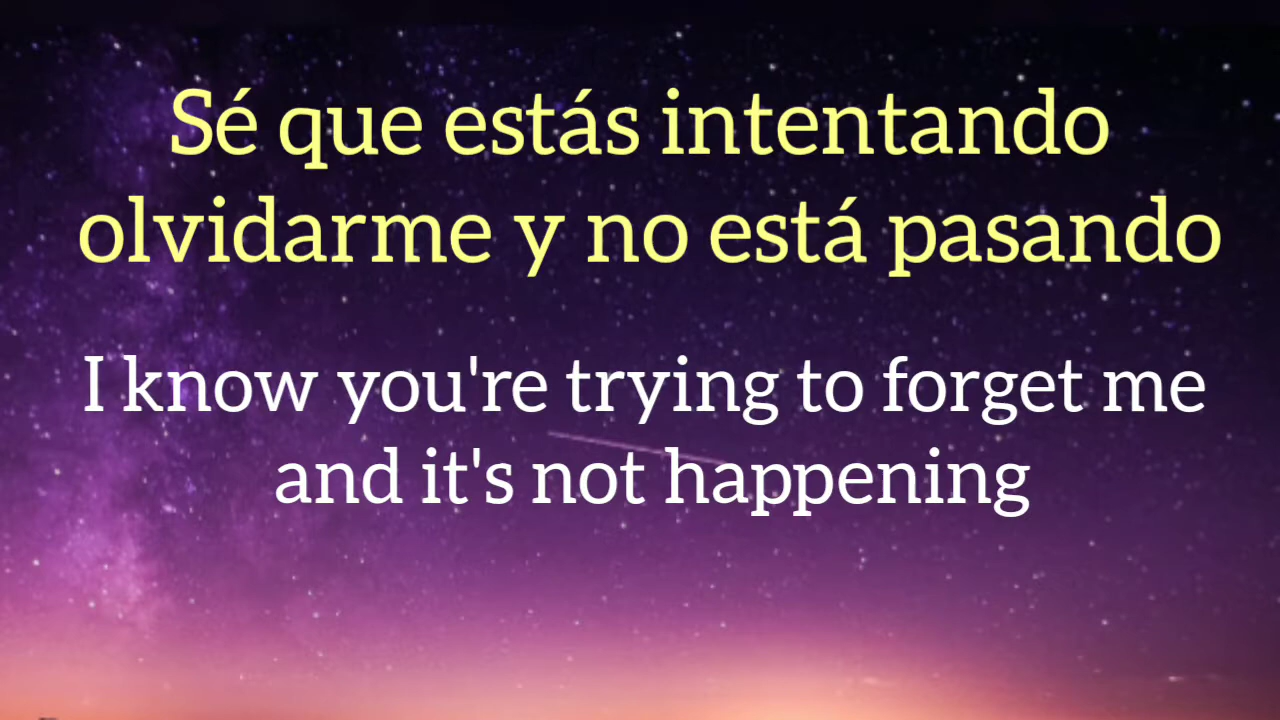 Sé que estás intentando
olvidarme y no está pasando
I know you're trying to forget me
and it's not happening